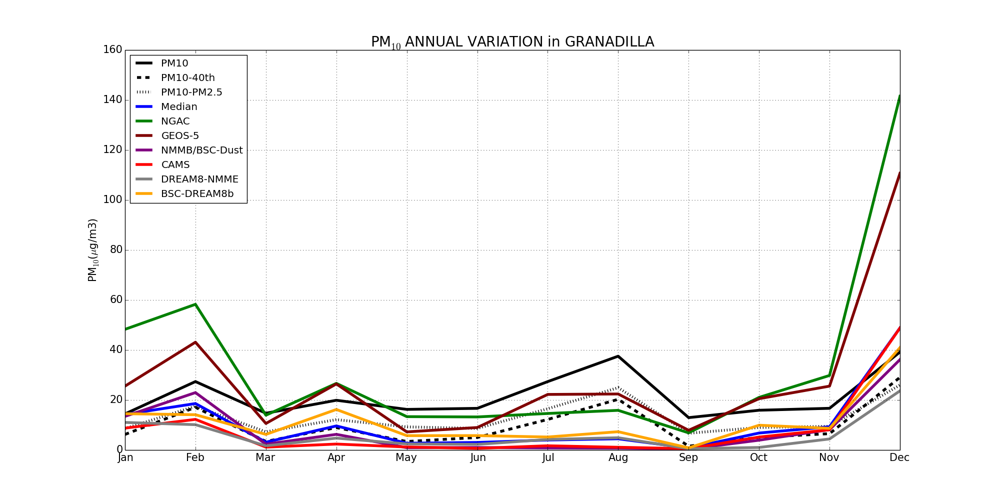 PM₁₀ ANNUAL VARIATION in GRANADILLA
160
140
120
100
80
60
40
20
0
PM₁₀(μg/m3)
PM10
PM10-40th
PM10-PM2.5
Median
NGAC
GEOS-5
NMMB/BSC-Dust
CAMS
DREAM8-NMME
BSC-DREAM8b
Jan Feb Mar Apr May Jun Jul Aug Sep Oct Nov Dec